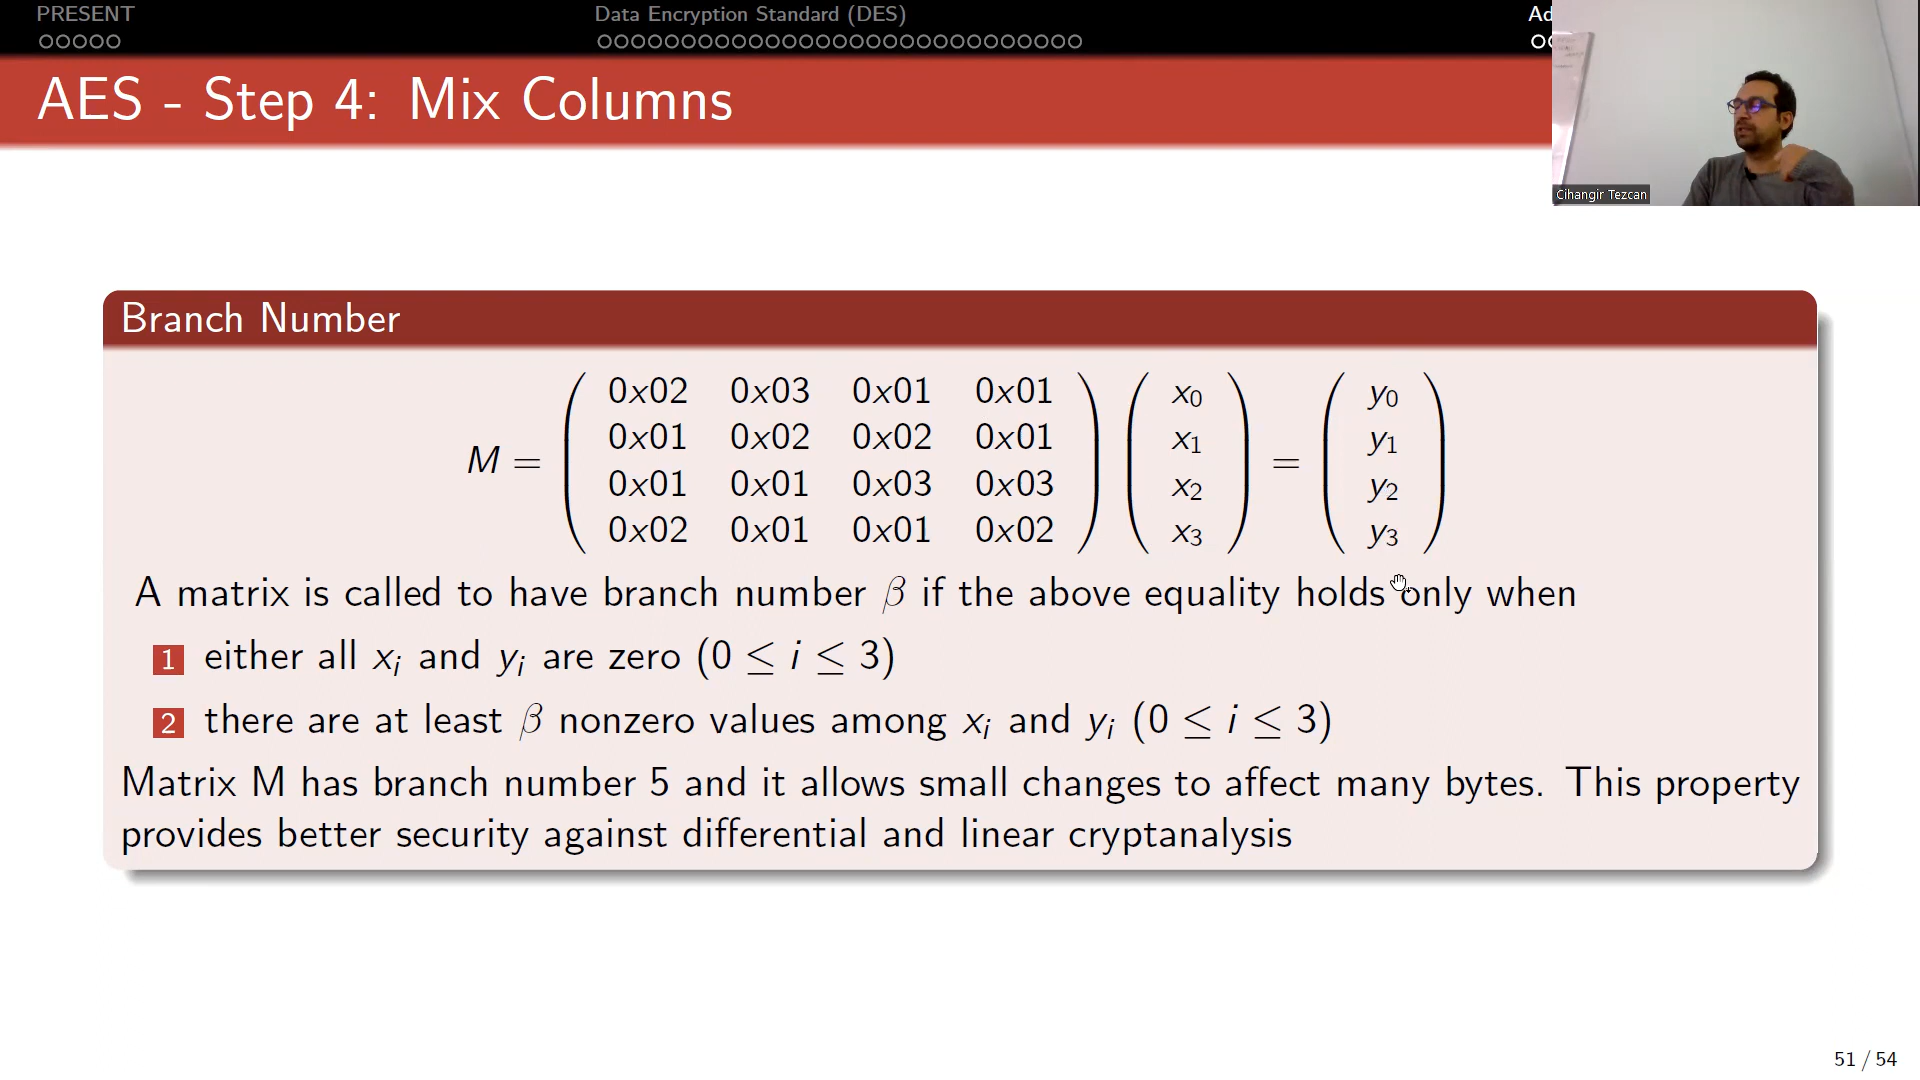 PRESENT Data Encryption Standard (DES) Ad
AES - Step 4: Mix Columns
Cihangir Tezcan
Branch Number
M = ( 0x02 0x03 0x01 0x01 ) ( x0 ) = ( y0 )
0x01 0x02 0x02 0x01 x1 y1
0x01 0x01 0x03 0x03 x2 y2
0x02 0x01 0x01 0x02 x3 y3
A matrix is called to have branch number β if the above equality holds only when
1 either all xi and yi are zero (0 ≤ i ≤ 3)
2 there are at least β nonzero values among xi and yi (0 ≤ i ≤ 3)
Matrix M has branch number 5 and it allows small changes to affect many bytes. This property
provides better security against differential and linear cryptanalysis
51 / 54